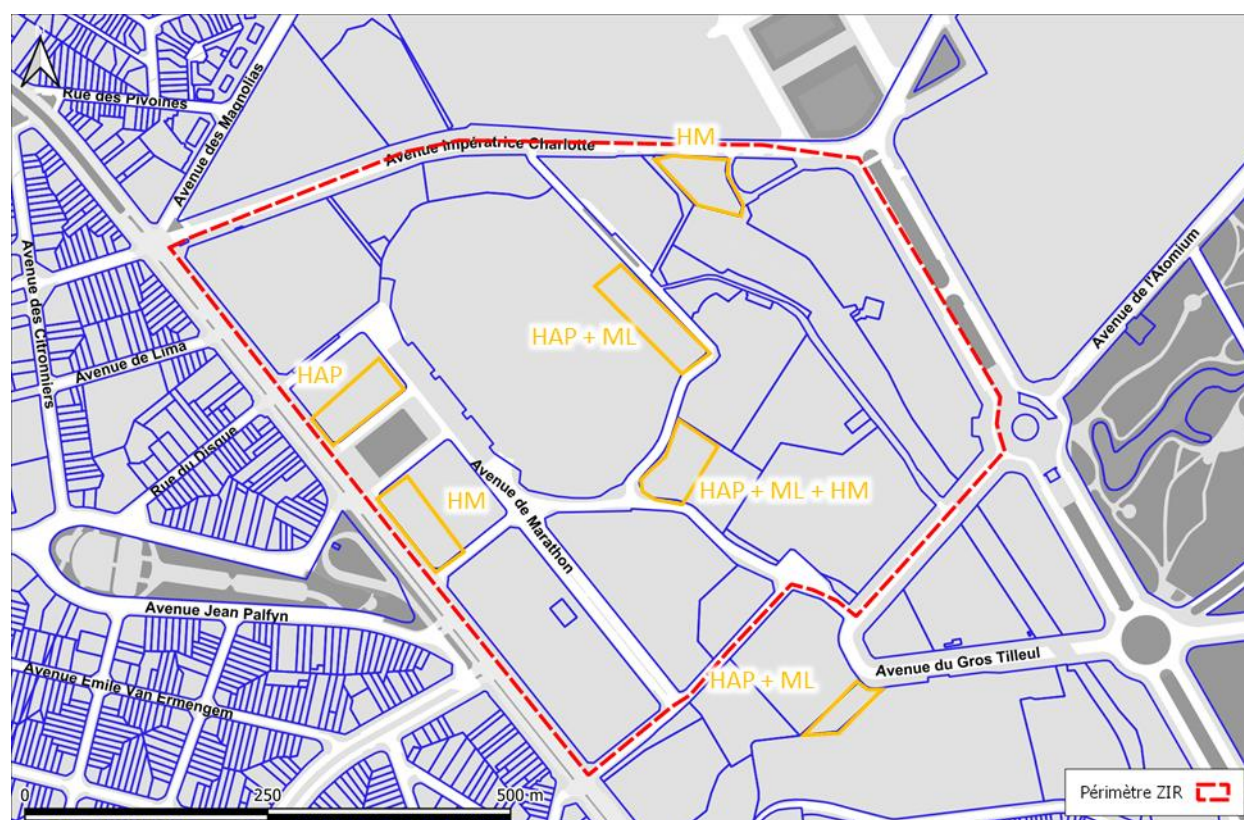 N
Rue des Pivoines
Avenue des Magnolias
Avenue Impératrice Charlotte
HM
Avenue de l'Atomium
Avenue des Citronniers
Avenue de Lima
HAP + ML
HAP
Rue du Disque
HM
HAP + ML + HM
Avenue de Marathon
Avenue Jean Palfyn
Avenue Emile Van Ermengem
HAP + ML
Avenue du Gros Tilleul
0
250
500 m
Périmètre ZIR